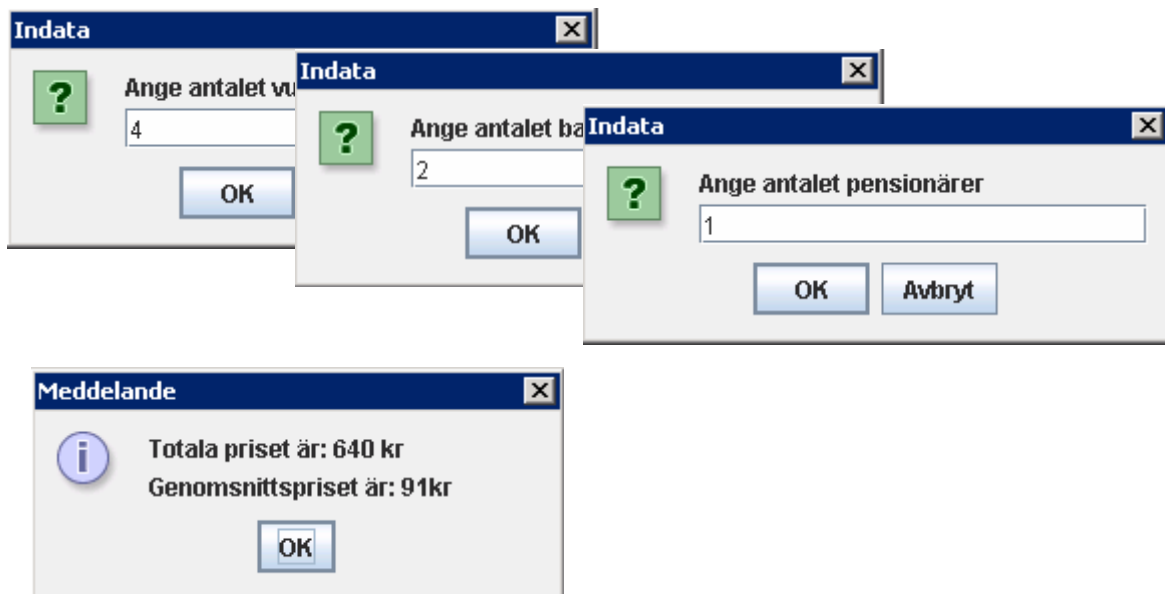 Indata
Ange antalet vu
4
OK
Indata
Ange antalet ba
2
OK
Indata
Ange antalet pensionärer
1
OK Avbryt
Meddelande
Totala priset är: 640 kr
Genomsnittspriset är: 91kr
OK